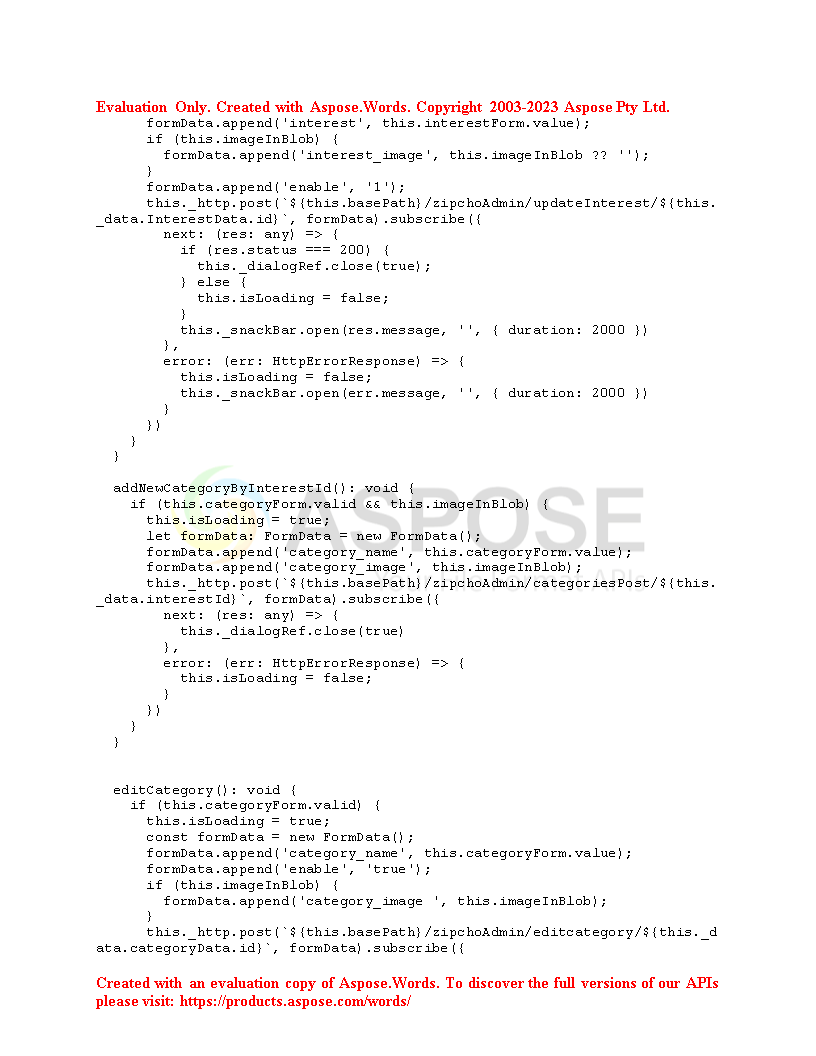 Evaluation Only. Created with Aspose.Words. Copyright 2003-2023 Aspose Pty Ltd.
      formData.append('interest', this.interestForm.value);
      if (this.imageInBlob) {
        formData.append('interest_image', this.imageInBlob ?? '');
      }
      formData.append('enable', '1');
      this._http.post(`${this.basePath}/zipchoAdmin/updateInterest/${this.
_data.InterestData.id}`, formData).subscribe({
        next: (res: any) => {
          if (res.status === 200) {
            this._dialogRef.close(true);
          } else {
            this.isLoading = false;
          }
          this._snackBar.open(res.message, '', { duration: 2000 })
        },
        error: (err: HttpErrorResponse) => {
          this.isLoading = false;
          this._snackBar.open(err.message, '', { duration: 2000 })
        }
      })
    }
  }
  addNewCategoryByInterestId(): void {
    if (this.categoryForm.valid && this.imageInBlob) {
      this.isLoading = true;
      let formData: FormData = new FormData();
      formData.append('category_name', this.categoryForm.value);
      formData.append('category_image', this.imageInBlob);
      this._http.post(`${this.basePath}/zipchoAdmin/categoriesPost/${this.
_data.interestId}`, formData).subscribe({
        next: (res: any) => {
          this._dialogRef.close(true)
        },
        error: (err: HttpErrorResponse) => {
          this.isLoading = false;
        }
      })
    }
  }
  editCategory(): void {
    if (this.categoryForm.valid) {
      this.isLoading = true;
      const formData = new FormData();
      formData.append('category_name', this.categoryForm.value);
      formData.append('enable', 'true');
      if (this.imageInBlob) {
        formData.append('category_image ', this.imageInBlob);
      }
      this._http.post(`${this.basePath}/zipchoAdmin/editcategory/${this._d
ata.categoryData.id}`, formData).subscribe({
Created with an evaluation copy of Aspose.Words. To discover the full versions of our APIs
please visit: https://products.aspose.com/words/
ASPOSE